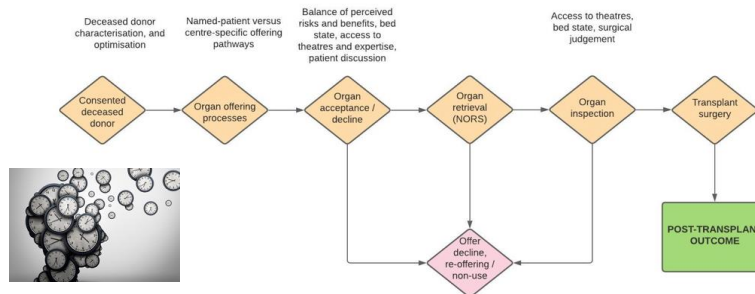 Deceased donor
characterisation, and
optimisation
Named-patient versus
centre-specific offering
pathways
Balance of perceived
risks and benefits, bed
state, access to
theatres and expertise,
patient discussion
Access to theatres,
bed state, surgical
judgement
Consented
deceased
donor
Organ offering
processes
Organ
acceptance /
decline
Organ
retrieval
(NORS)
Organ
inspection
Transplant
surgery
Offer
decline,
re-offering /
non-use
POST-TRANSPLAN
OUTCOME